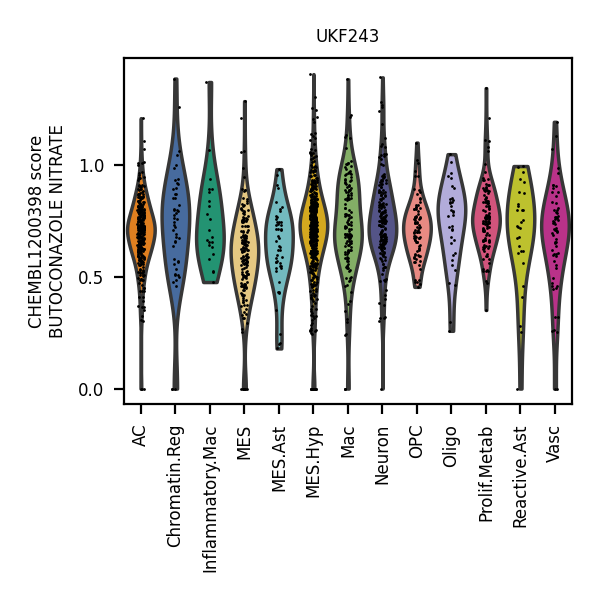 UKF243
CHEMBL1200398 score
BUTOCONAZOLE NITRATE
1.0
0.5
0.0
AC
Chromatin.Reg
Inflammatory.Mac
MES
MES.Ast
MES.Hyp
Mac
Neuron
OPC
Oligo
Prolif.Metab
Reactive.Ast
Vasc